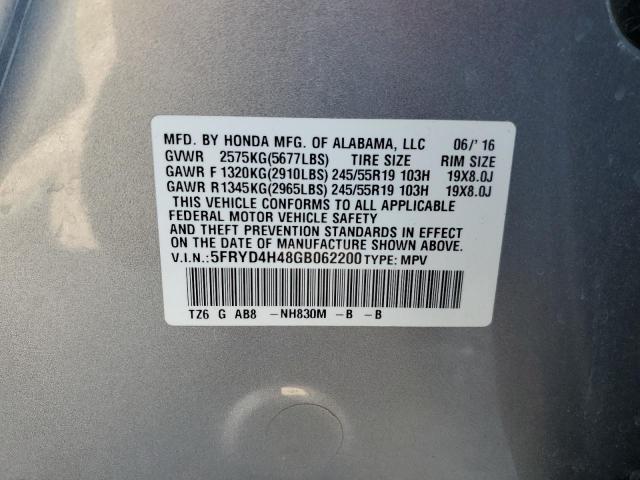 MFD. BY HONDA MFG. OF ALABAMA, LLC 06/'16
GVWR 2575KG(5677LBS) TIRE SIZE RIM SIZE
GAWR F 1320KG(2910LBS) 245/55R19 103H 19X8.0J
GAWR R1345KG(2965LBS) 245/55R19 103H 19X8.0J
THIS VEHICLE CONFORMS TO ALL APPLICABLE
FEDERAL MOTOR VEHICLE SAFETY
AND THEFT PREVENTION STANDARDS IN EFFECT
ON THE DATE OF MANUFACTURE SHOWN ABOVE.
V.I.N.:5FRYD4H48GB062200 TYPE: MPV
TZ6 G AB8 -NH830M -B -B